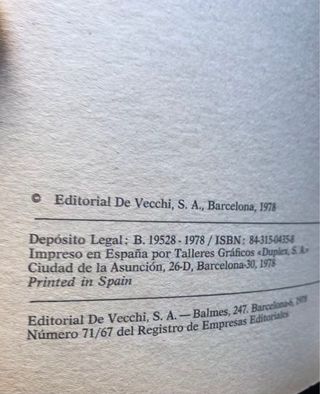 © Editorial De Vecchi, S. A., Barcelona, 1978
Depósito Legal: B. 19528 - 1978 / ISBN: 84-315-0435-8
Impreso en España por Talleres Gráficos «Duplex, S. A.»
Ciudad de la Asunción, 26-D, Barcelona-30, 1978
Printed in Spain
Editorial De Vecchi, S. A. — Balmes, 247. Barcelona-6, 1978
Número 71/67 del Registro de Empresas Editoriales